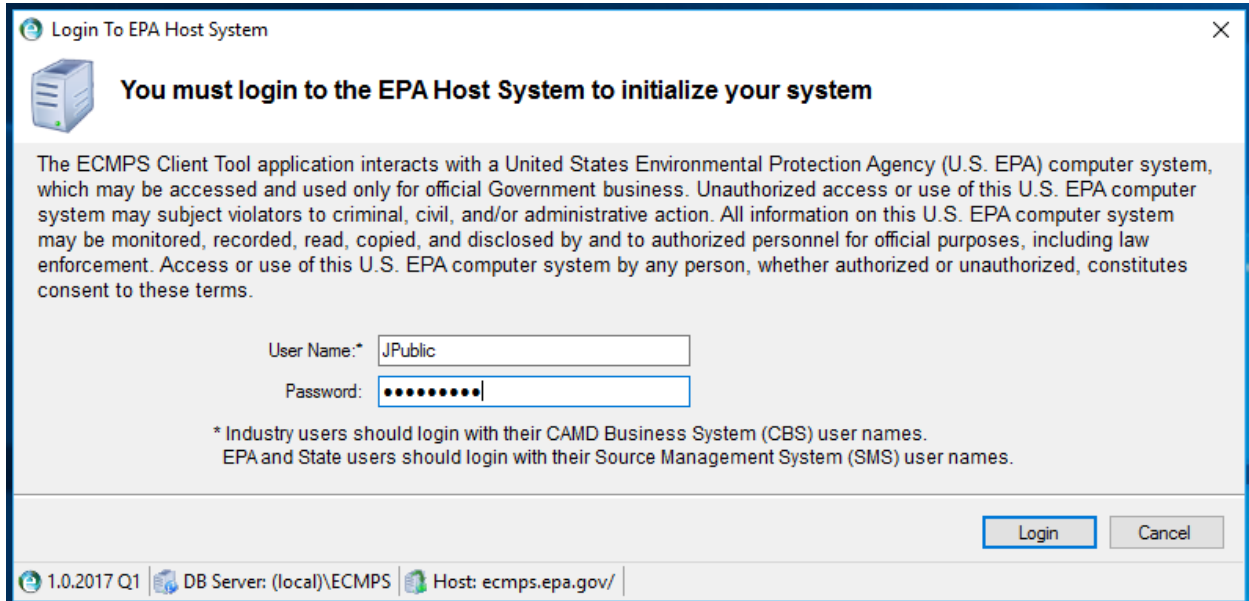 Login To EPA Host System
You must login to the EPA Host System to initialize your system
The ECMPS Client Tool application interacts with a United States Environmental Protection Agency (U.S. EPA) computer system,
which may be accessed and used only for official Government business. Unauthorized access or use of this U.S. EPA computer
system may subject violators to criminal, civil, and/or administrative action. All information on this U.S. EPA computer system
may be monitored, recorded, read, copied, and disclosed by and to authorized personnel for official purposes, including law
enforcement. Access or use of this U.S. EPA computer system by any person, whether authorized or unauthorized, constitutes
consent to these terms.
User Name:* JPublic
Password: ●●●●●●●●●
* Industry users should login with their CAMD Business System (CBS) user names.
EPA and State users should login with their Source Management System (SMS) user names.
Login Cancel
1.0.2017 Q1 DB Server: (local)\ECMPS Host: ecmps.epa.gov/